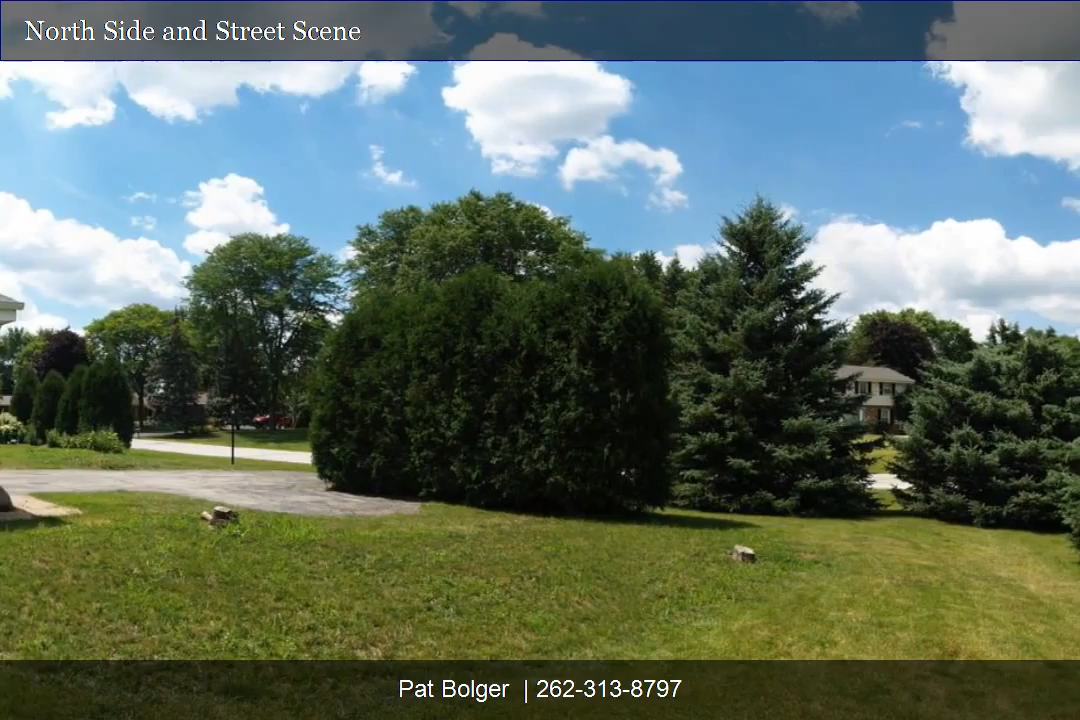 North Side and Street Scene
Pat Bolger | 262-313-8797